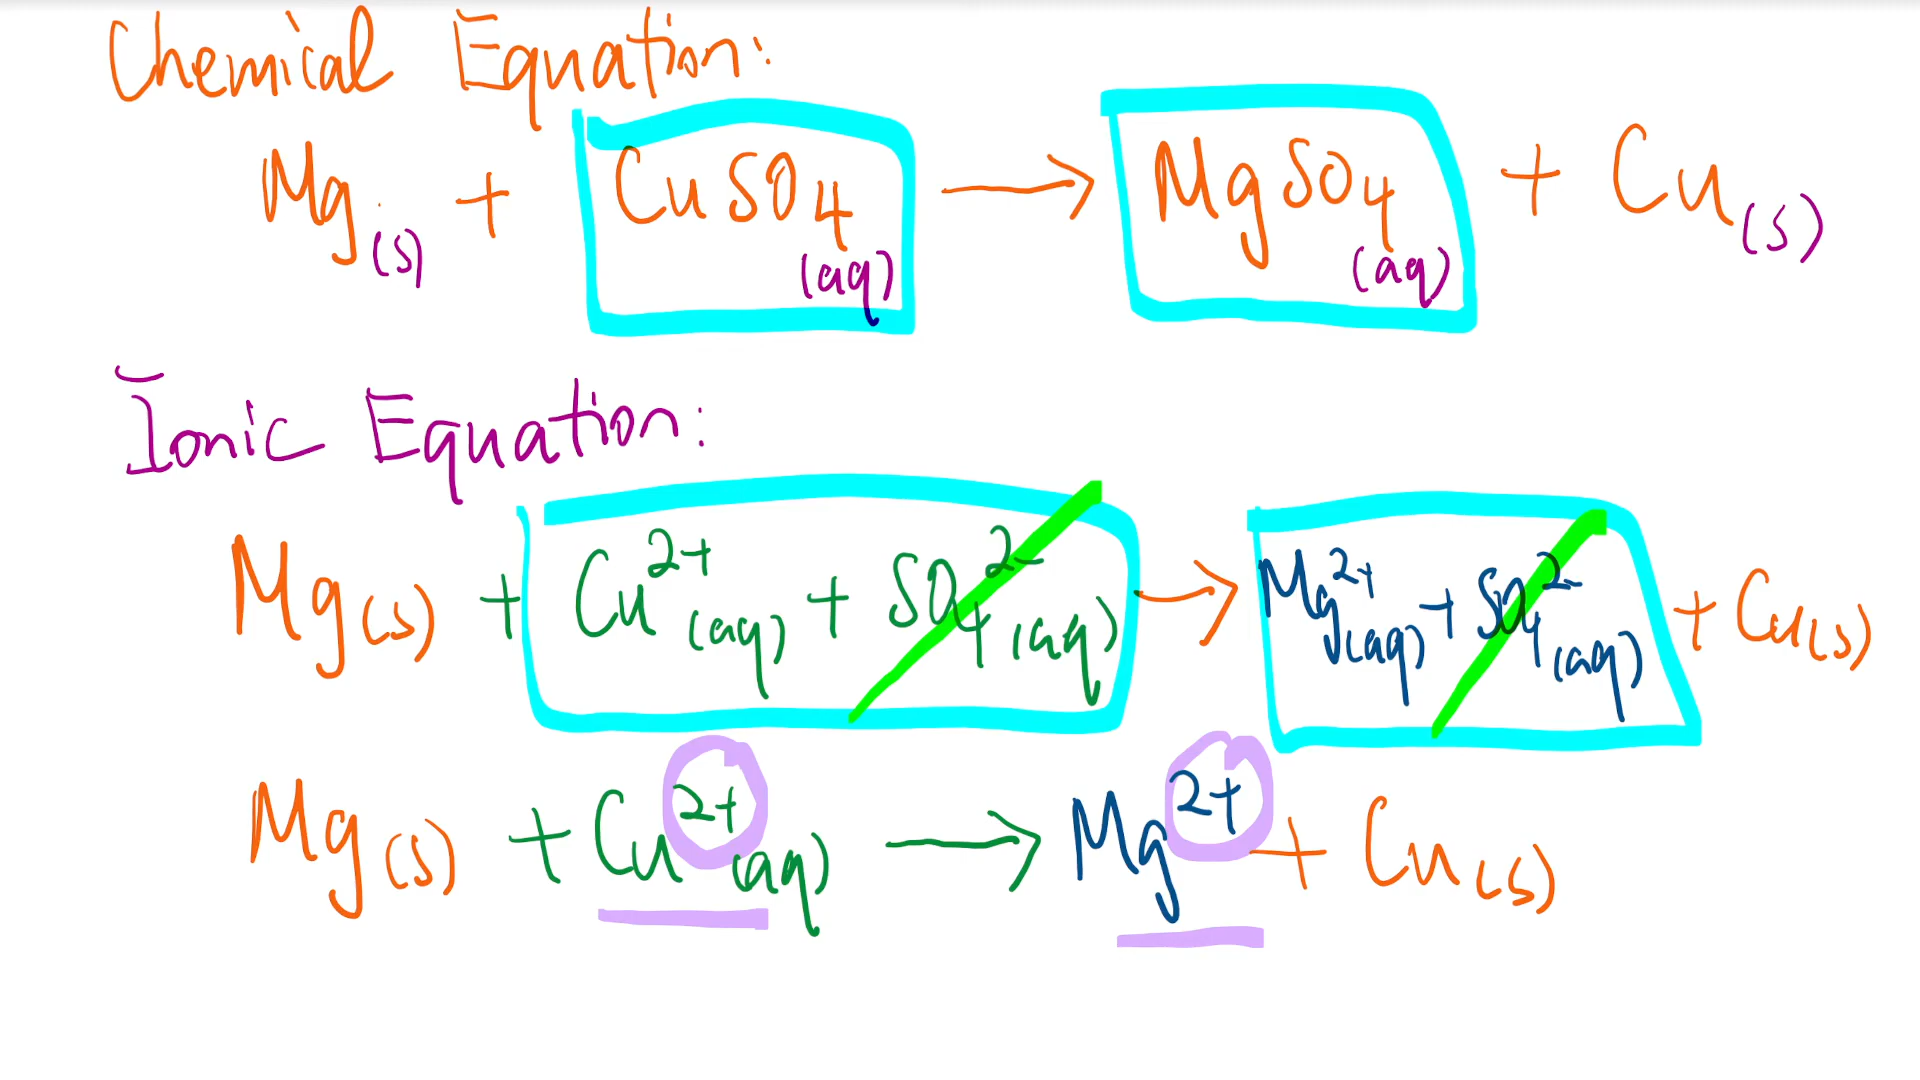 Chemical Equation:
Mg(s) + CuSO₄(aq) → MgSO₄(aq) + Cu(s)
Ionic Equation:
Mg(s) + Cu²⁺(aq) + SO₄²⁻(aq) → Mg²⁺(aq) + SO₄²⁻(aq) + Cu(s)
Mg(s) + Cu²⁺(aq) → Mg²⁺ + Cu(s)